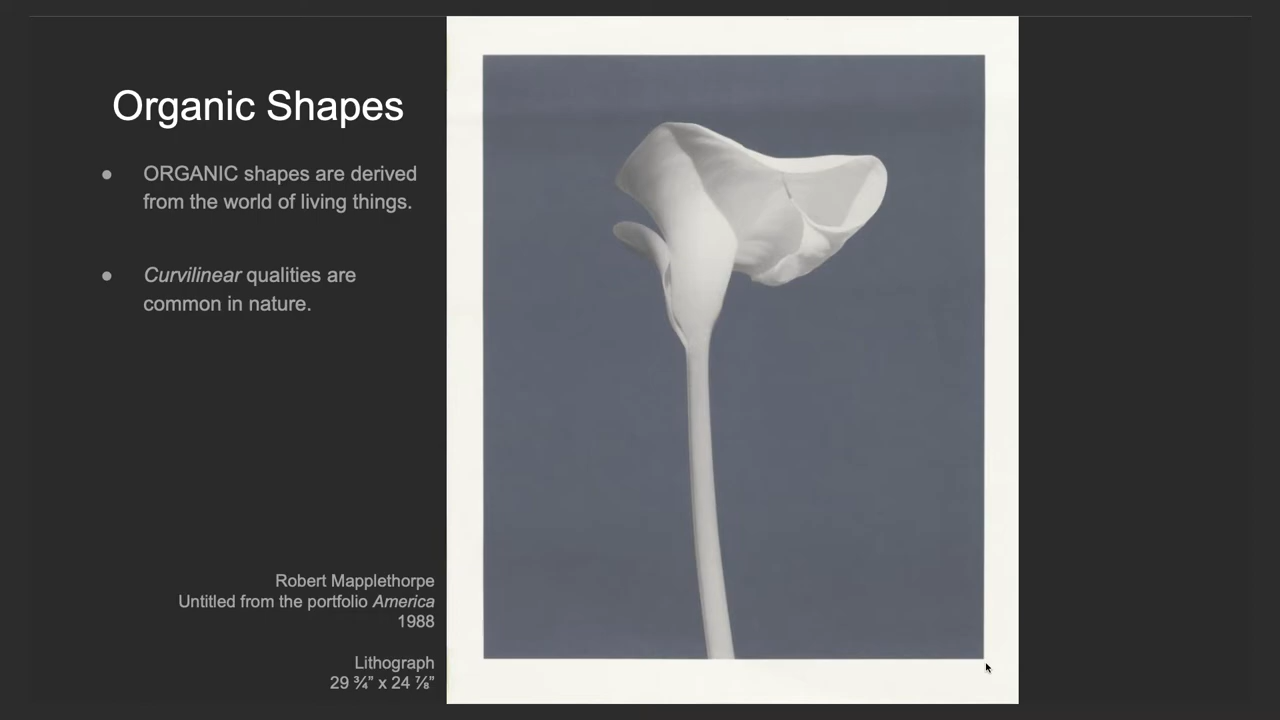 Organic Shapes
● ORGANIC shapes are derived
from the world of living things.
● Curvilinear qualities are
common in nature.
Robert Mapplethorpe
Untitled from the portfolio America
1988
Lithograph
29 ¾” x 24 ⅞”